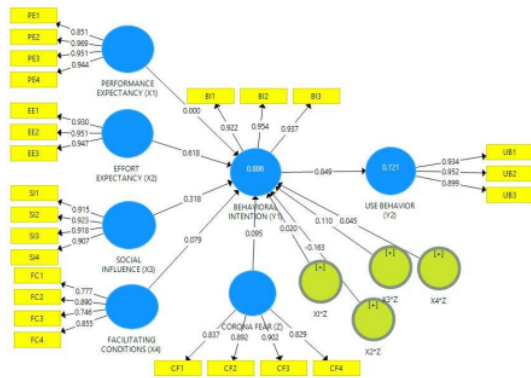 PE1
PE2
PE3
PE4
0.851
0.969
0.951
0.944
PERFORMANCE
EXPECTANCY (X1)
0.000
EE1
EE2
EE3
0.930
0.951
0.947
EFFORT
EXPECTANCY (X2)
0.618
SI1
SI2
SI3
SI4
0.915
0.923
0.918
0.907
SOCIAL
INFLUENCE (X3)
0.318
FC1
FC2
FC3
FC4
0.777
0.890
0.746
0.855
FACILITATING
CONDITIONS (X4)
0.079
BI1
BI2
BI3
0.922
0.954
0.937
0.886
BEHAVIORAL
INTENTION (Y1)
0.849
0.721
USE BEHAVIOR
(Y2)
0.934
0.952
0.899
UB1
UB2
UB3
0.095
0.020
-0.163
0.110
0.045
CORONA FEAR (Z)
0.837
0.892
0.902
0.829
CF1
CF2
CF3
CF4
[+]
X1*Z
[+]
X2*Z
[+]
X3*Z
[+]
X4*Z